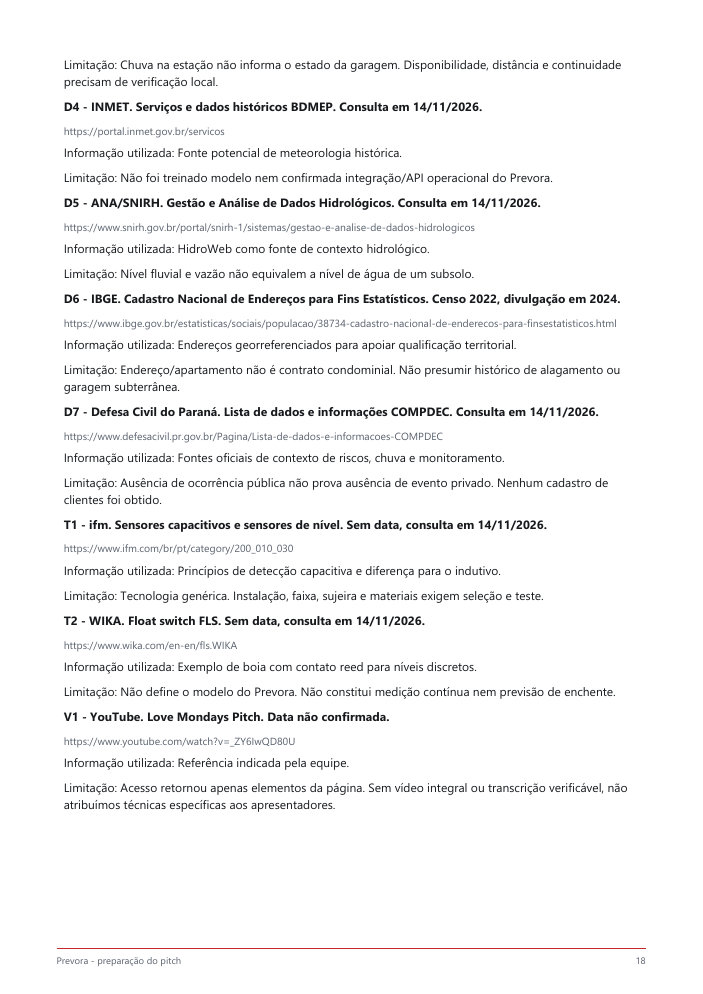 Limitação: Chuva na estação não informa o estado da garagem. Disponibilidade, distância e continuidade
precisam de verificação local.
D4 - INMET. Serviços e dados históricos BDMEP. Consulta em 14/11/2026.
https://portal.inmet.gov.br/servicos
Informação utilizada: Fonte potencial de meteorologia histórica.
Limitação: Não foi treinado modelo nem confirmada integração/API operacional do Prevora.
D5 - ANA/SNIRH. Gestão e Análise de Dados Hidrológicos. Consulta em 14/11/2026.
https://www.snirh.gov.br/portal/snirh-1/sistemas/gestao-e-analise-de-dados-hidrologicos
Informação utilizada: HidroWeb como fonte de contexto hidrológico.
Limitação: Nível fluvial e vazão não equivalem a nível de água de um subsolo.
D6 - IBGE. Cadastro Nacional de Endereços para Fins Estatísticos. Censo 2022, divulgação em 2024.
https://www.ibge.gov.br/estatisticas/sociais/populacao/38734-cadastro-nacional-de-enderecos-para-finsestatisticos.html
Informação utilizada: Endereços georreferenciados para apoiar qualificação territorial.
Limitação: Endereço/apartamento não é contrato condominial. Não presumir histórico de alagamento ou
garagem subterrânea.
D7 - Defesa Civil do Paraná. Lista de dados e informações COMPDEC. Consulta em 14/11/2026.
https://www.defesacivil.pr.gov.br/Pagina/Lista-de-dados-e-informacoes-COMPDEC
Informação utilizada: Fontes oficiais de contexto de riscos, chuva e monitoramento.
Limitação: Ausência de ocorrência pública não prova ausência de evento privado. Nenhum cadastro de
clientes foi obtido.
T1 - ifm. Sensores capacitivos e sensores de nível. Sem data, consulta em 14/11/2026.
https://www.ifm.com/br/pt/category/200_010_030
Informação utilizada: Princípios de detecção capacitiva e diferença para o indutivo.
Limitação: Tecnologia genérica. Instalação, faixa, sujeira e materiais exigem seleção e teste.
T2 - WIKA. Float switch FLS. Sem data, consulta em 14/11/2026.
https://www.wika.com/en-en/fls.WIKA
Informação utilizada: Exemplo de boia com contato reed para níveis discretos.
Limitação: Não define o modelo do Prevora. Não constitui medição contínua nem previsão de enchente.
V1 - YouTube. Love Mondays Pitch. Data não confirmada.
https://www.youtube.com/watch?v=_ZY6IwQD80U
Informação utilizada: Referência indicada pela equipe.
Limitação: Acesso retornou apenas elementos da página. Sem vídeo integral ou transcrição verificável, não
atribuímos técnicas específicas aos apresentadores.
Prevora - preparação do pitch
18